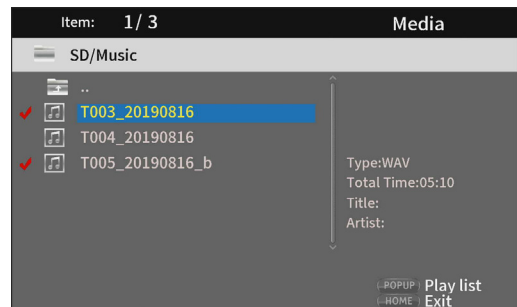 Item: 1/3 Media
SD/Music
..
T003_20190816
T004_20190816
T005_20190816_b
Type:WAV
Total Time:05:10
Title:
Artist:
POPUP Play list
HOME Exit